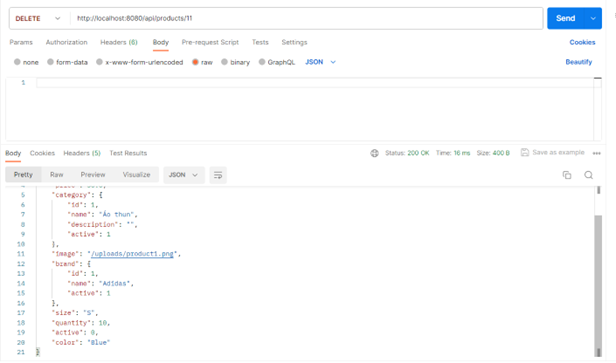 DELETE http://localhost:8080/api/products/11 Send
Params Authorization Headers (6) Body Pre-request Script Tests Settings Cookies
none form-data x-www-form-urlencoded raw binary GraphQL JSON Beautify
1
Body Cookies Headers (5) Test Results Status: 200 OK Time: 16 ms Size: 400 B Save as example
Pretty Raw Preview Visualize JSON
5 "category": {
6 "id": 1,
7 "name": "Áo thun",
8 "description": "",
9 "active": 1
10 },
11 "image": "/uploads/product1.png",
12 "brand": {
13 "id": 1,
14 "name": "Adidas",
15 "active": 1
16 },
17 "size": "S",
18 "quantity": 10,
19 "active": 0,
20 "color": "Blue"
21 }